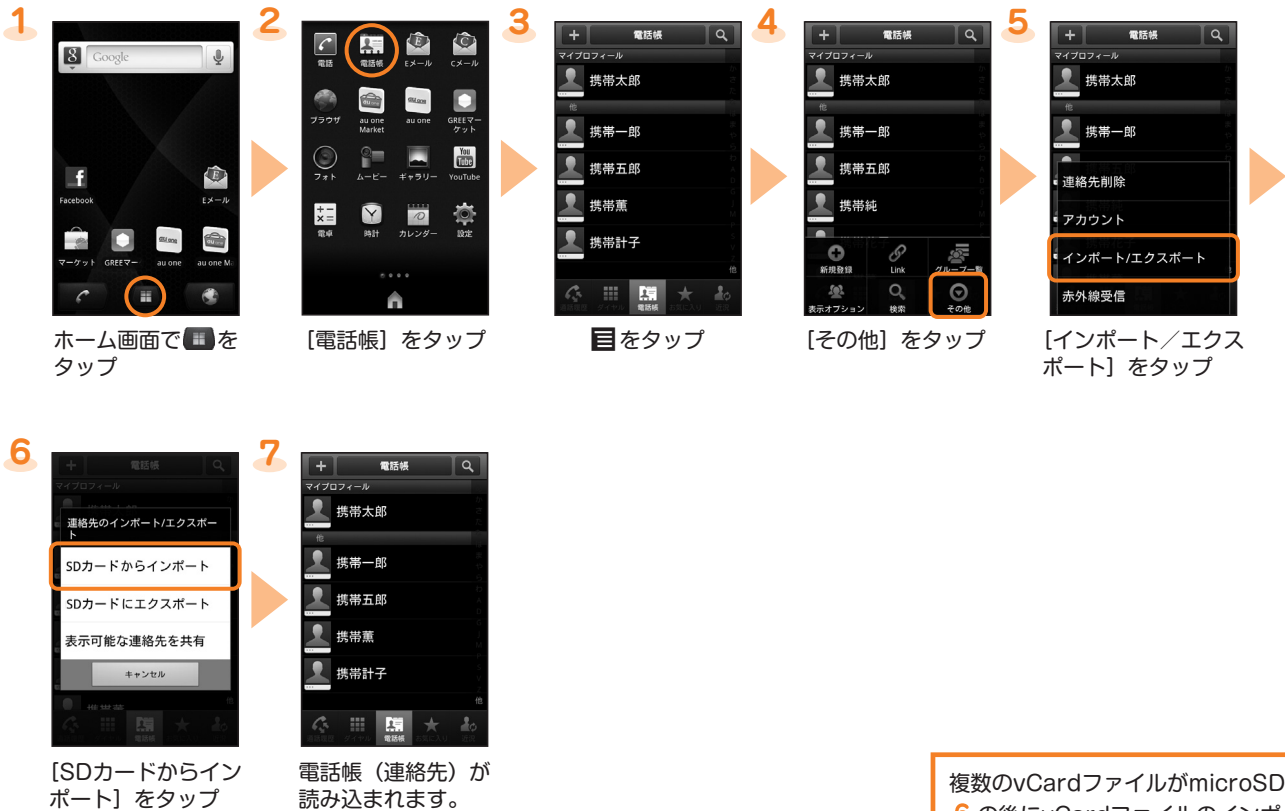 1
Google
Facebook
Eメール
マーケット
GREEマー
au one
au one M
ホーム画面で を
タップ
2
電話
電話帳
Eメール
Cメール
ブラウザ
au one
Market
au one
GREEマー
ケット
フォト
ムービー
ギャラリー
YouTube
電卓
時計
カレンダー
設定
［電話帳］をタップ
3
電話帳
マイプロフィール
携帯太郎
他
携帯一郎
携帯五郎
携帯薫
携帯計子
他
電話帳
をタップ
4
電話帳
マイプロフィール
携帯太郎
他
携帯一郎
携帯五郎
携帯純
新規登録
Link
グループ一覧
表示オプション
検索
その他
［その他］をタップ
5
電話帳
マイプロフィール
携帯太郎
他
携帯一郎
連絡先削除
アカウント
インポート/エクスポート
赤外線受信
［インポート／エクス
ポート］をタップ
6
電話帳
マイプロフィール
連絡先のインポート/エクスポー
ト
SDカードからインポート
SDカードにエクスポート
表示可能な連絡先を共有
キャンセル
電話帳
［SDカードからイン
ポート］をタップ
7
電話帳
マイプロフィール
携帯太郎
他
携帯一郎
携帯五郎
携帯薫
携帯計子
他
電話帳
電話帳（連絡先）が
読み込まれます。
複数のvCardファイルがmicroSD
6 の後にvCardファイルのインポ